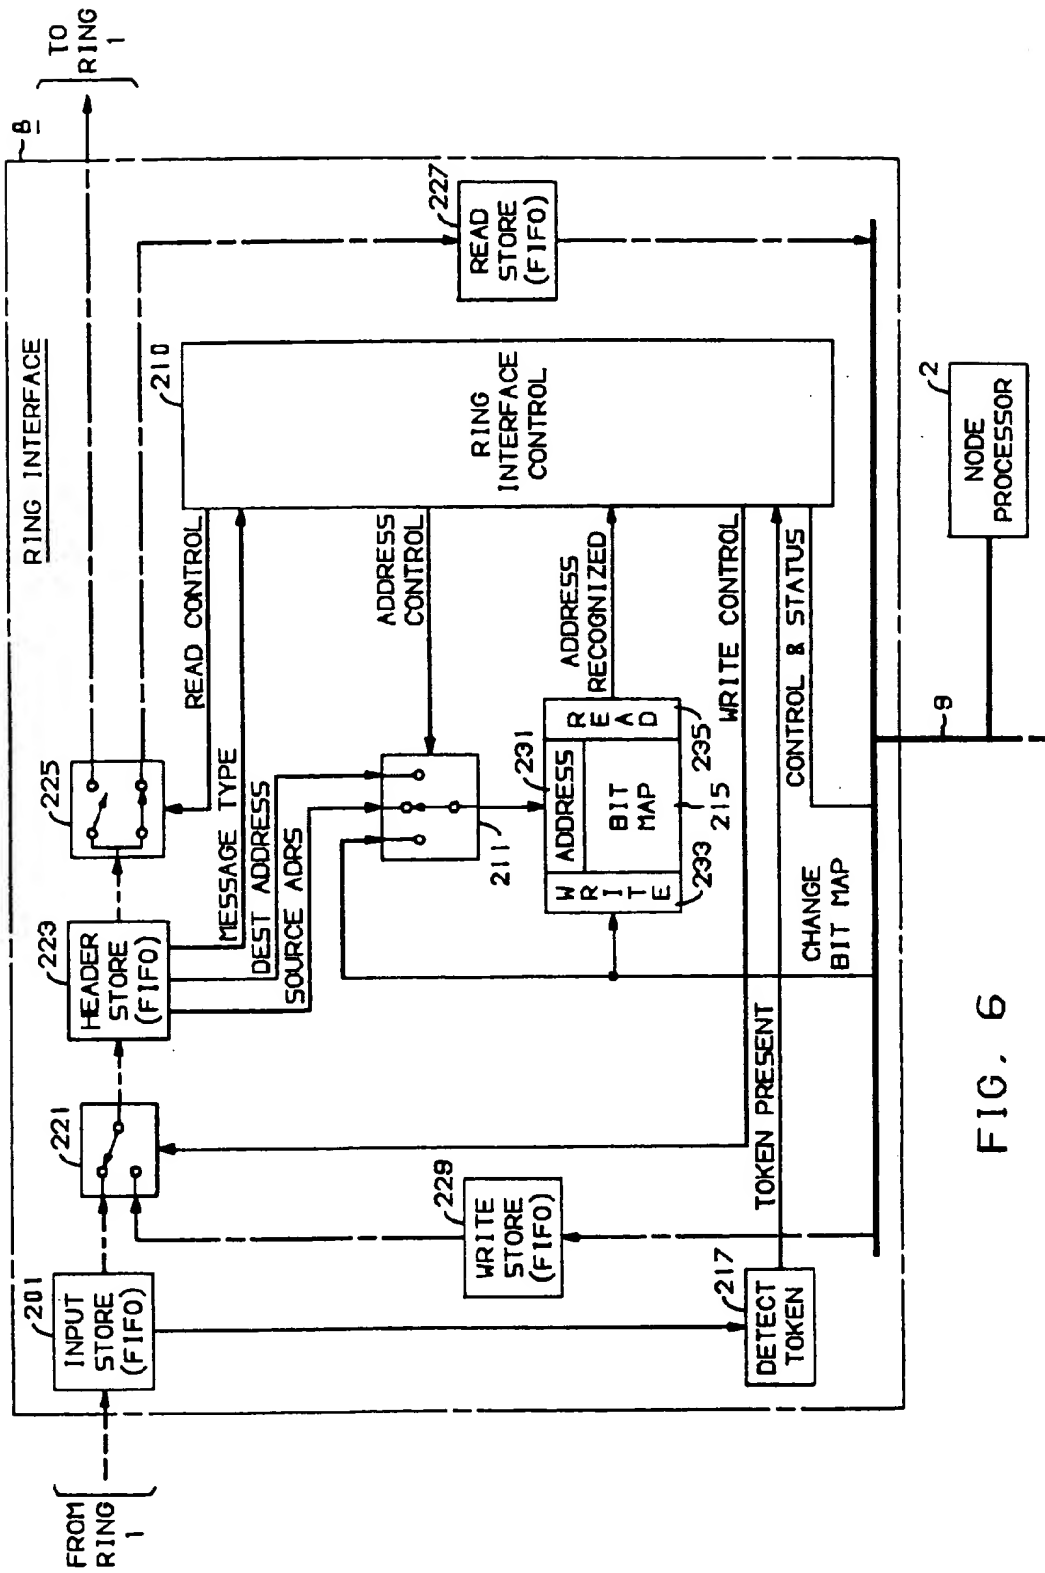 RING INTERFACE
8
FROM
RING
1
TO
RING
1
201
INPUT
STORE
(FIFO)
221
223
HEADER
STORE
(FIFO)
225
READ CONTROL
MESSAGE TYPE
DEST ADDRESS
SOURCE ADRS
210
RING
INTERFACE
CONTROL
227
READ
STORE
(FIFO)
ADDRESS
CONTROL
211
229
WRITE
STORE
(FIFO)
231
ADDRESS
WRITE
BIT
MAP
READ
233
215
235
ADDRESS
RECOGNIZED
WRITE CONTROL
217
DETECT
TOKEN
TOKEN PRESENT
CONTROL & STATUS
CHANGE
BIT MAP
9
2
NODE
PROCESSOR
FIG. 6